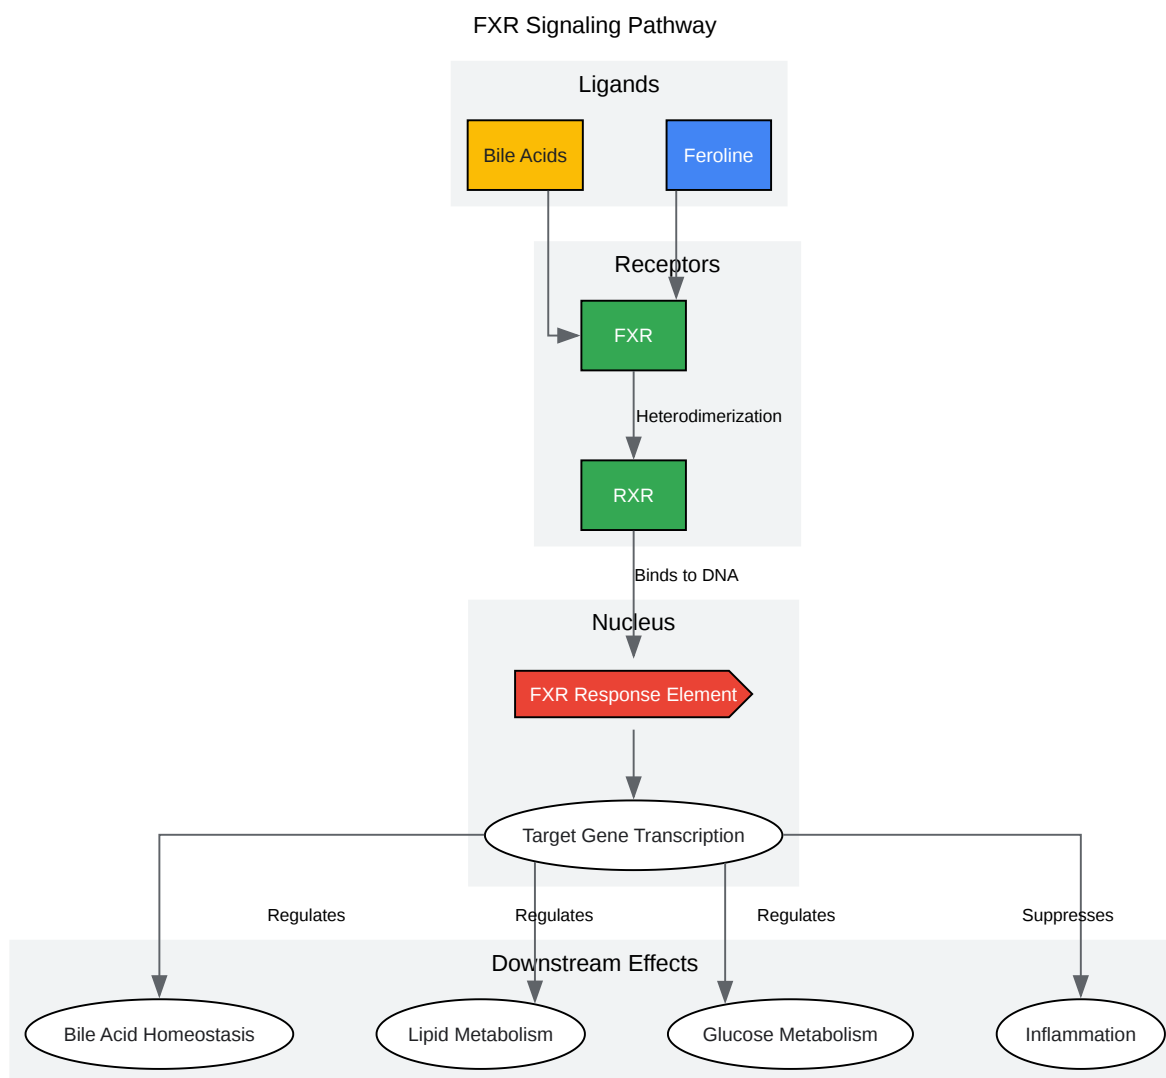 FXR Signaling Pathway
Ligands
Bile Acids
Feroline
Receptors
FXR
Heterodimerization
RXR
Binds to DNA
Nucleus
FXR Response Element
Target Gene Transcription
Regulates
Regulates
Regulates
Suppresses
Downstream Effects
Bile Acid Homeostasis
Lipid Metabolism
Glucose Metabolism
Inflammation